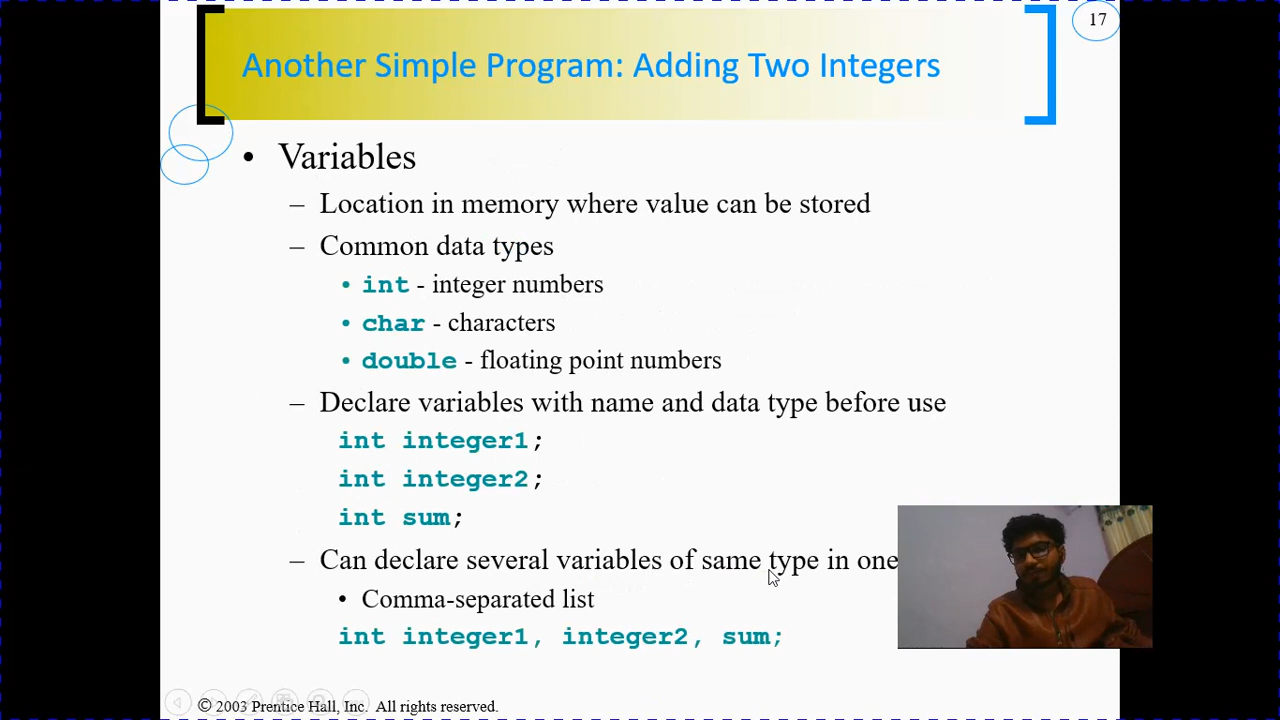 17
Another Simple Program: Adding Two Integers
• Variables
– Location in memory where value can be stored
– Common data types
• int - integer numbers
• char - characters
• double - floating point numbers
– Declare variables with name and data type before use
int integer1;
int integer2;
int sum;
– Can declare several variables of same type in one
• Comma-separated list
int integer1, integer2, sum;
© 2003 Prentice Hall, Inc. All rights reserved.